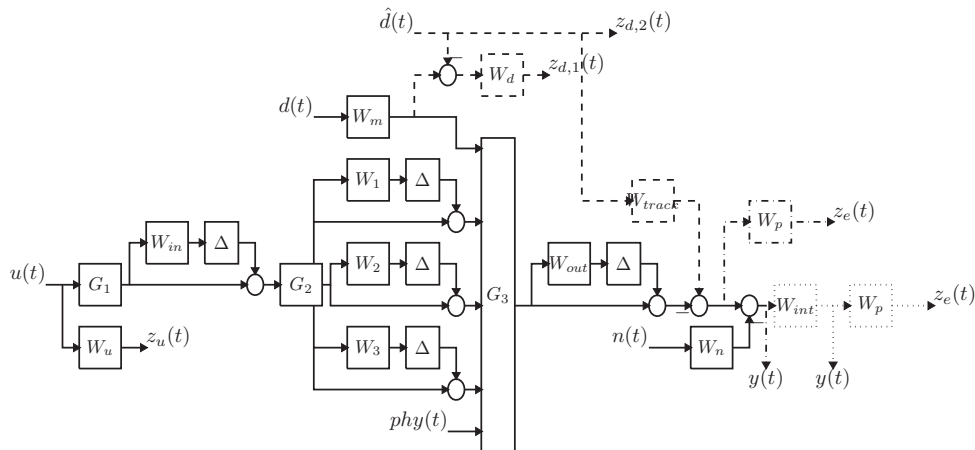 d̂(t)
z_{d,2}(t)
−
W_d
z_{d,1}(t)
d(t)
W_m
W_1
Δ
W_track
W_p
z_e(t)
W_in
Δ
W_2
Δ
W_out
Δ
u(t)
G_1
G_2
G_3
W_int
W_p
z_e(t)
−
−
W_u
z_u(t)
W_3
Δ
n(t)
W_n
y(t)
y(t)
phy(t)